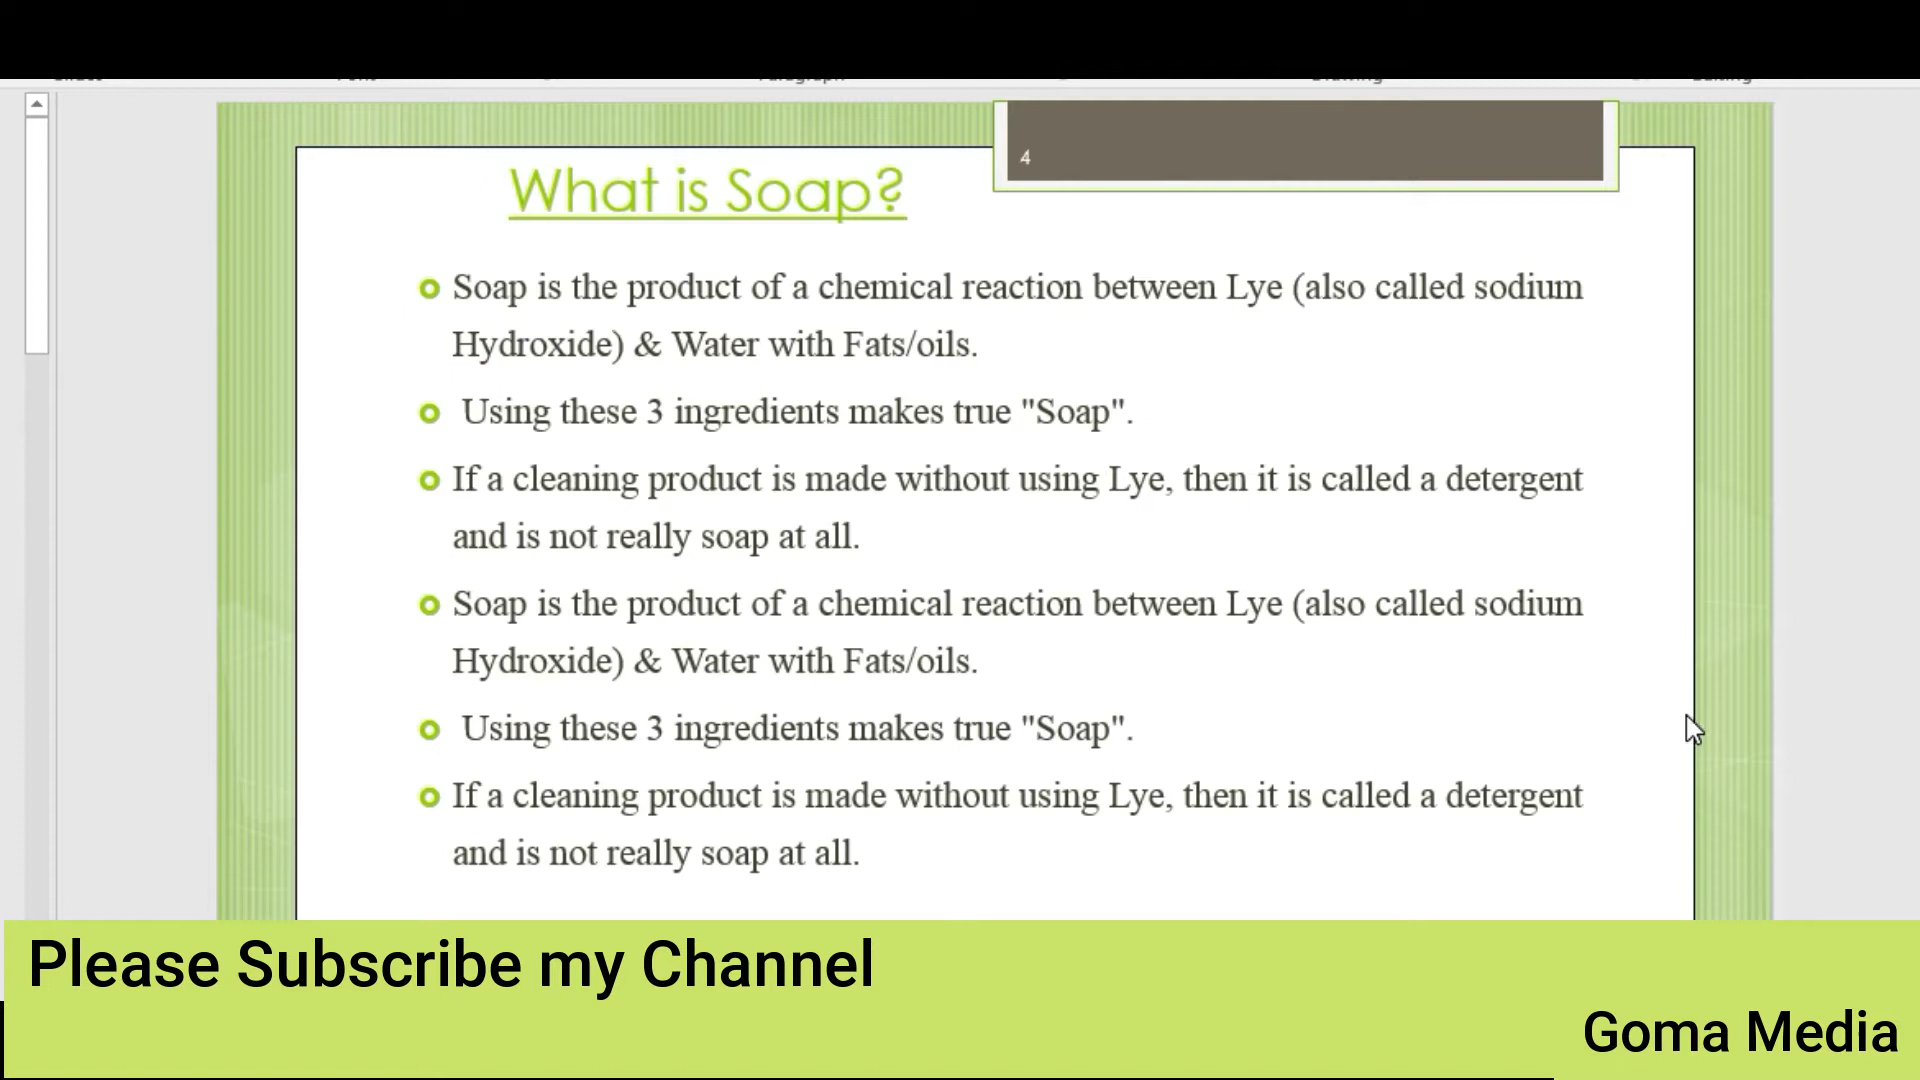 4
What is Soap?
Soap is the product of a chemical reaction between Lye (also called sodium
Hydroxide) & Water with Fats/oils.
Using these 3 ingredients makes true "Soap".
If a cleaning product is made without using Lye, then it is called a detergent
and is not really soap at all.
Soap is the product of a chemical reaction between Lye (also called sodium
Hydroxide) & Water with Fats/oils.
Using these 3 ingredients makes true "Soap".
If a cleaning product is made without using Lye, then it is called a detergent
and is not really soap at all.
Please Subscribe my Channel
Goma Media